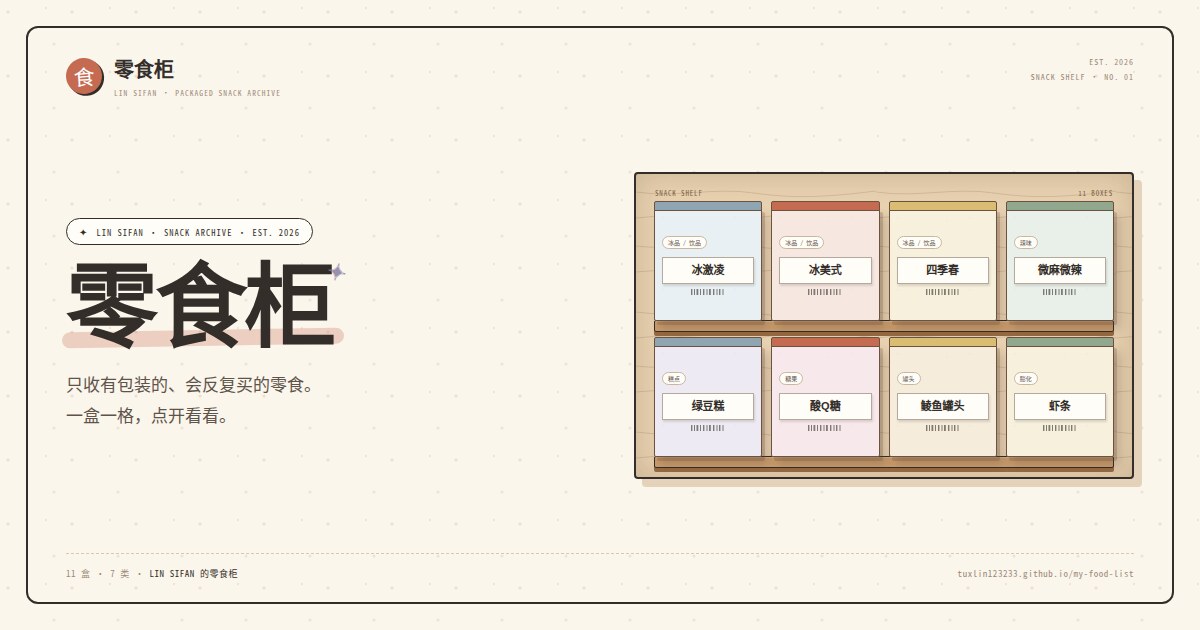 食
零食柜
LIN SIFAN · PACKAGED SNACK ARCHIVE
EST. 2026
SNACK SHELF · NO. 01
✦ LIN SIFAN · SNACK ARCHIVE · EST. 2026
零食柜
只收有包装的、会反复买的零食。
一盒一格，点开看看。
SNACK SHELF
11 BOXES
冰品 / 饮品
冰激凌
冰品 / 饮品
冰美式
冰品 / 饮品
四季春
微麻微辣
糕点
绿豆糕
糖果
酸Q糖
罐头
鲮鱼罐头
膨化
虾条
11 盒 · 7 类 · LIN SIFAN 的零食柜
tuxlin123233.github.io/my-food-list